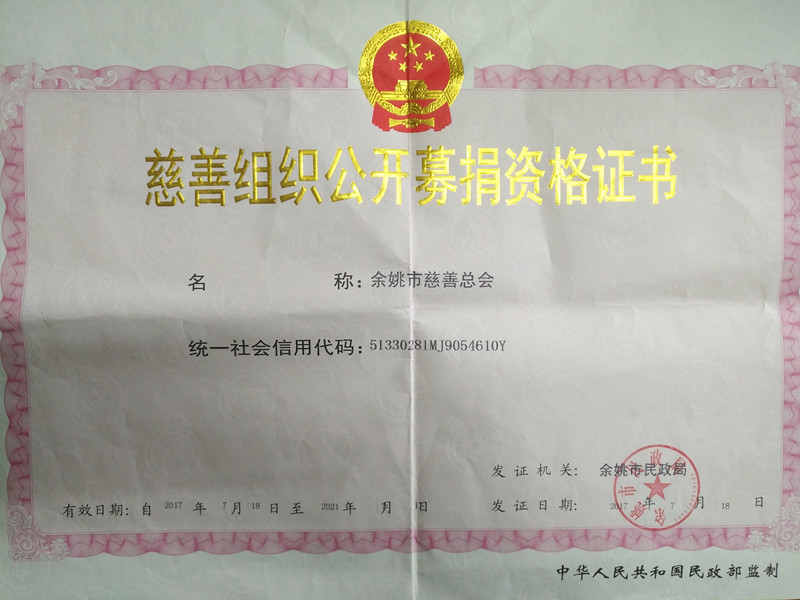 慈善组织公开募捐资格证书
名 称：余姚市慈善总会
统一社会信用代码：51330281MJ9054610Y
发证机关： 余姚市民政局
有效日期：自 2017 年 7月 18 日 至 2021年 月 日
发证日期： 2017 年 7 月 18 日
中华人民共和国民政部监制